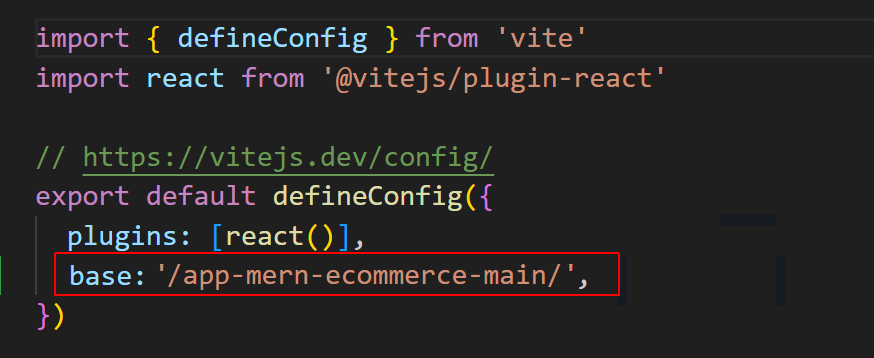 import { defineConfig } from 'vite'
import react from '@vitejs/plugin-react'
// https://vitejs.dev/config/
export default defineConfig({
plugins: [react()],
base: '/app-mern-ecommerce-main/',
})